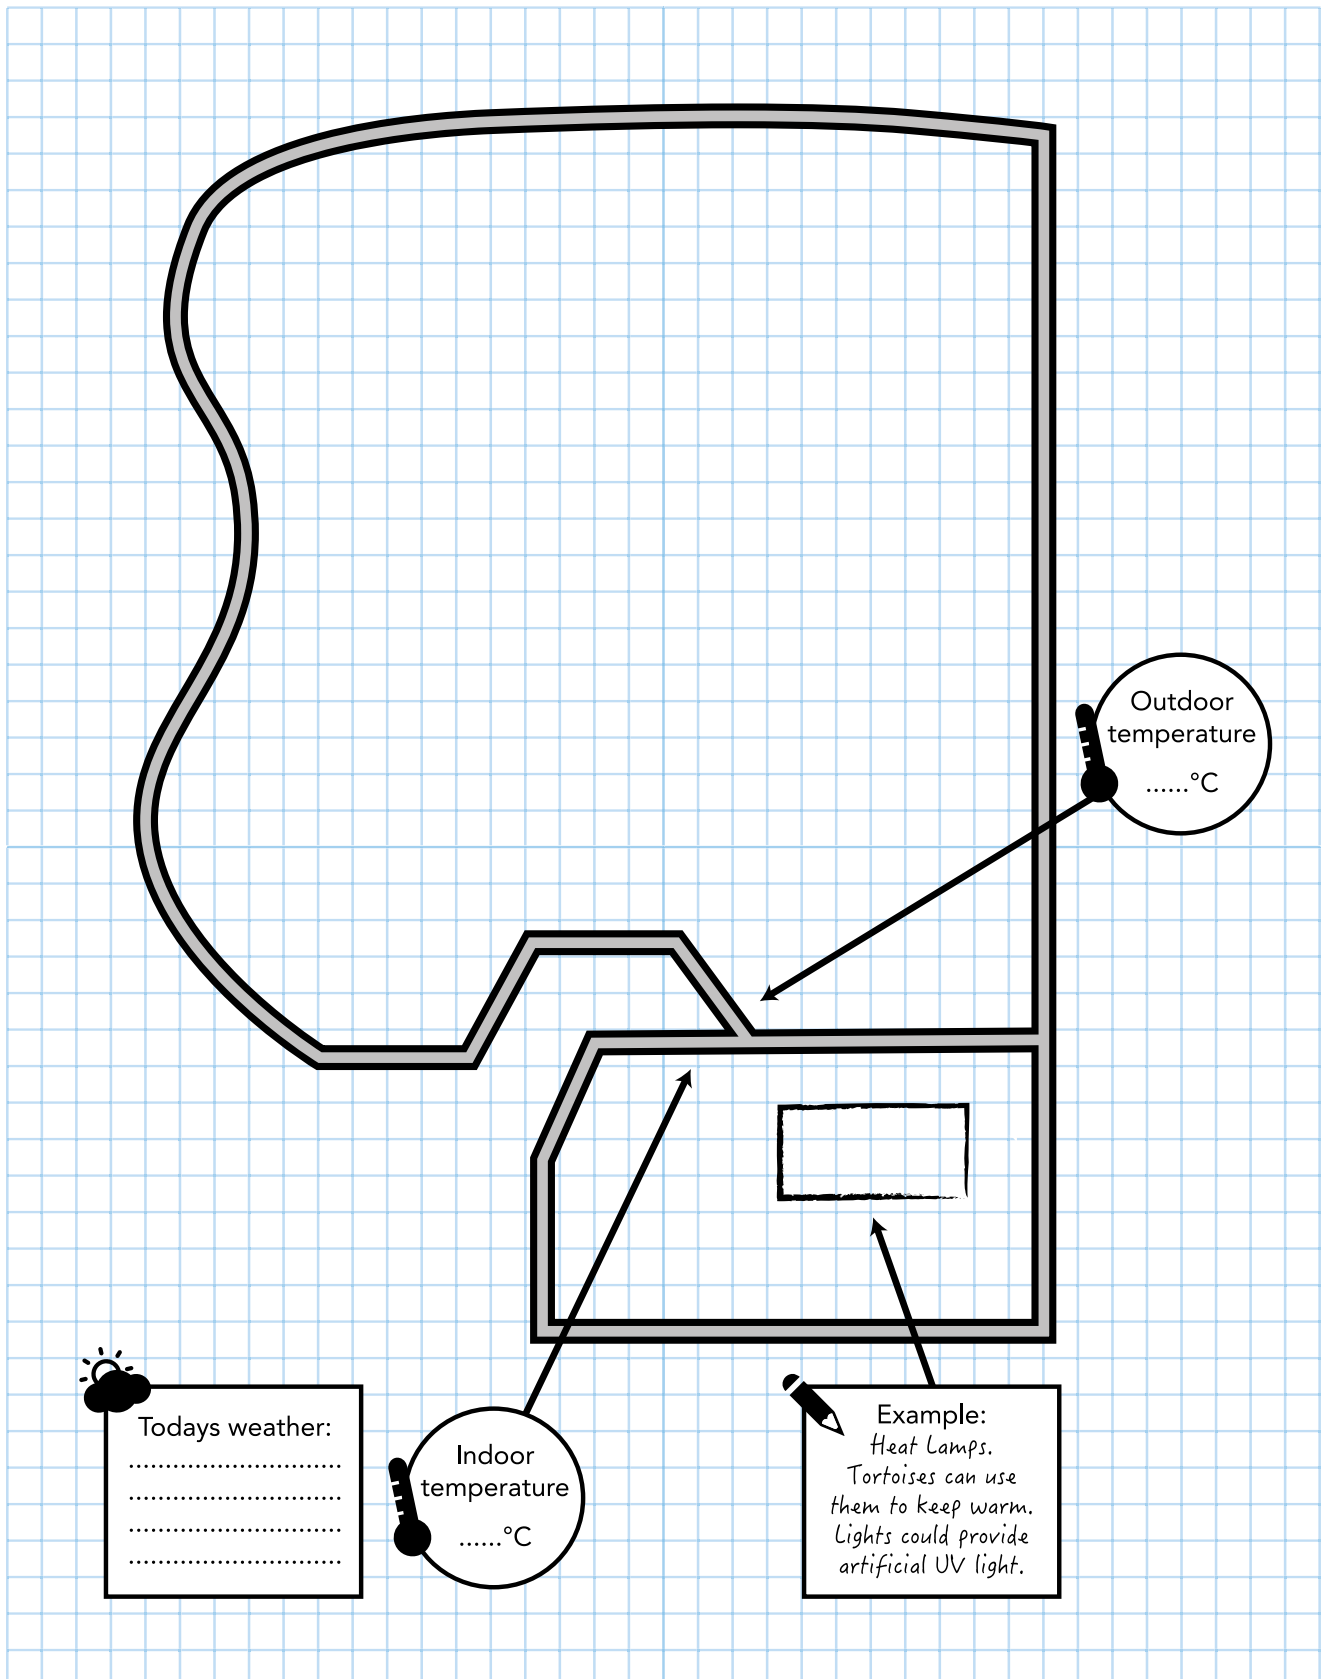 Outdoor
temperature
......°C
Todays weather:
..................................
..................................
..................................
..................................
Indoor
temperature
......°C
Example:
Heat Lamps.
Tortoises can use
them to keep warm.
Lights could provide
artificial UV light.